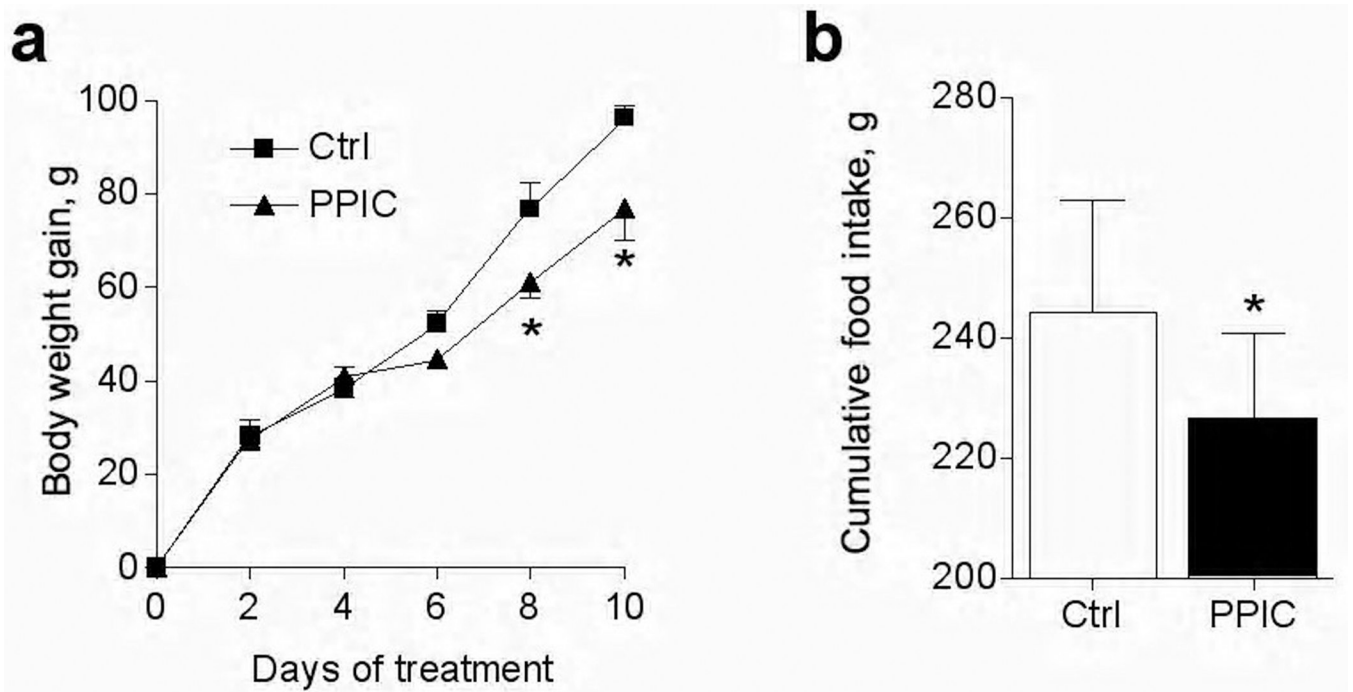 a
Body weight gain, g
100
80
60
40
20
0
Ctrl
PPIC
*
*
0 2 4 6 8 10
Days of treatment
b
Cumulative food intake, g
280
260
240
220
200
*
Ctrl PPIC